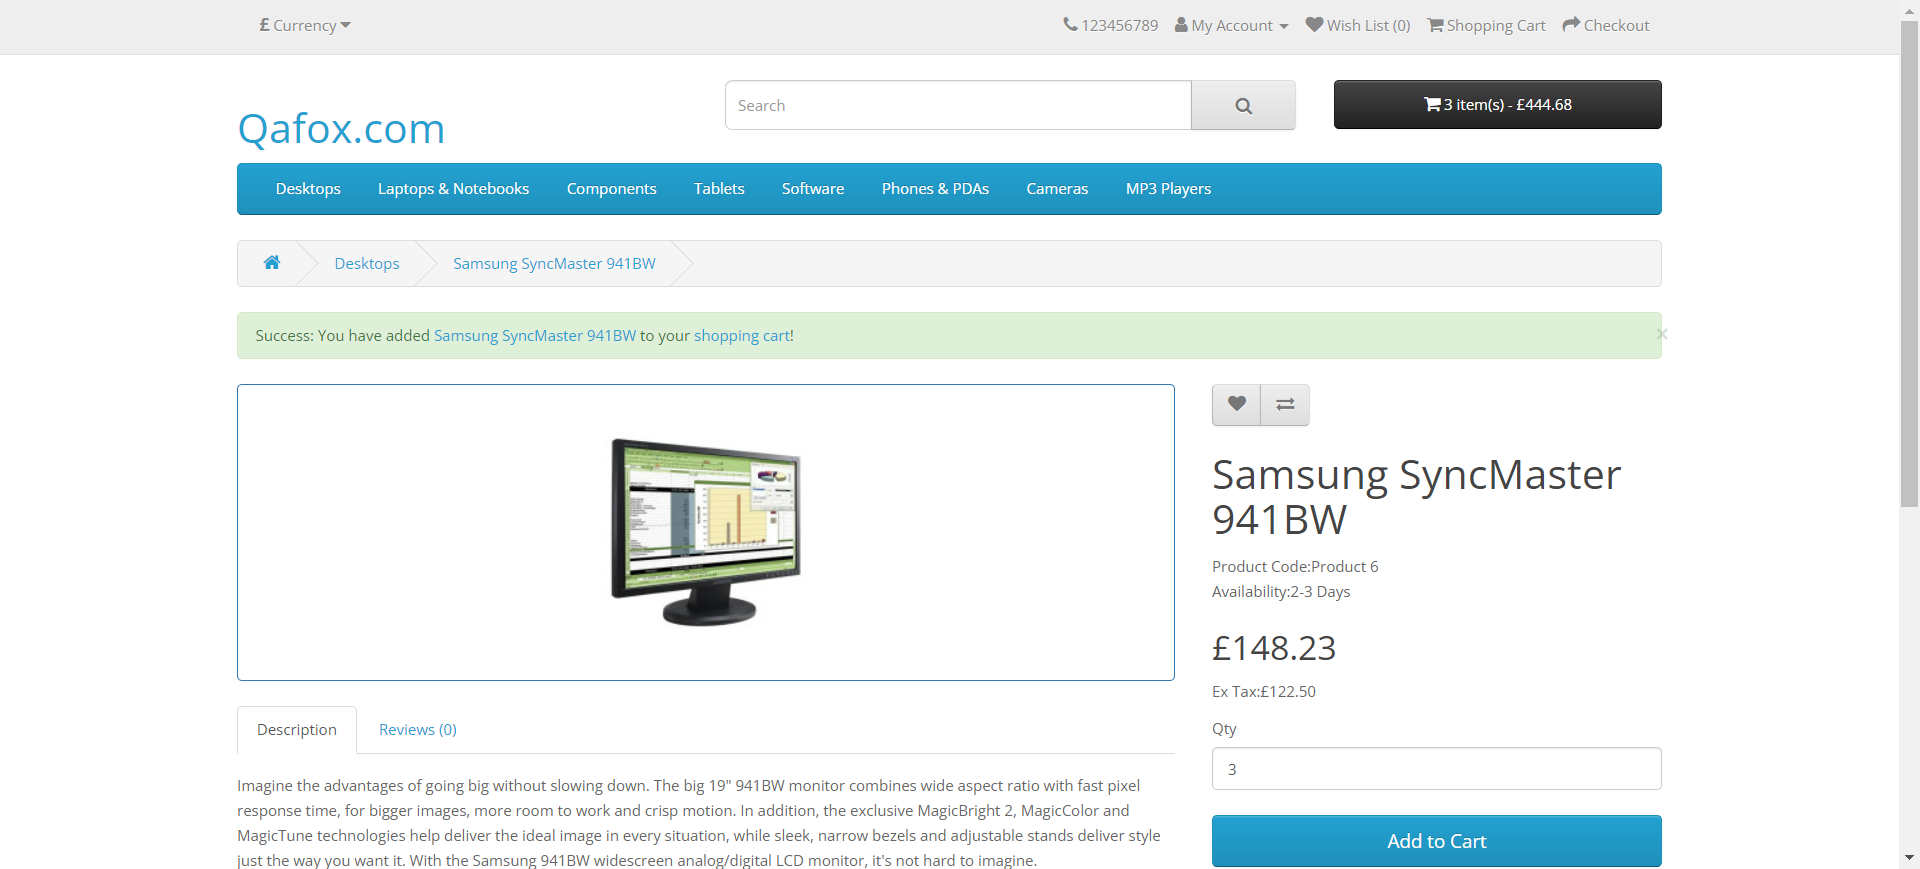 £ Currency
123456789 My Account Wish List (0) Shopping Cart Checkout
Qafox.com
Search
3 item(s) - £444.68
Desktops Laptops & Notebooks Components Tablets Software Phones & PDAs Cameras MP3 Players
Desktops Samsung SyncMaster 941BW
Success: You have added Samsung SyncMaster 941BW to your shopping cart!
×
Samsung SyncMaster
941BW
Product Code:Product 6
Availability:2-3 Days
£148.23
Ex Tax:£122.50
Qty
3
Add to Cart
Description Reviews (0)
Imagine the advantages of going big without slowing down. The big 19" 941BW monitor combines wide aspect ratio with fast pixel
response time, for bigger images, more room to work and crisp motion. In addition, the exclusive MagicBright 2, MagicColor and
MagicTune technologies help deliver the ideal image in every situation, while sleek, narrow bezels and adjustable stands deliver style
just the way you want it. With the Samsung 941BW widescreen analog/digital LCD monitor, it's not hard to imagine.